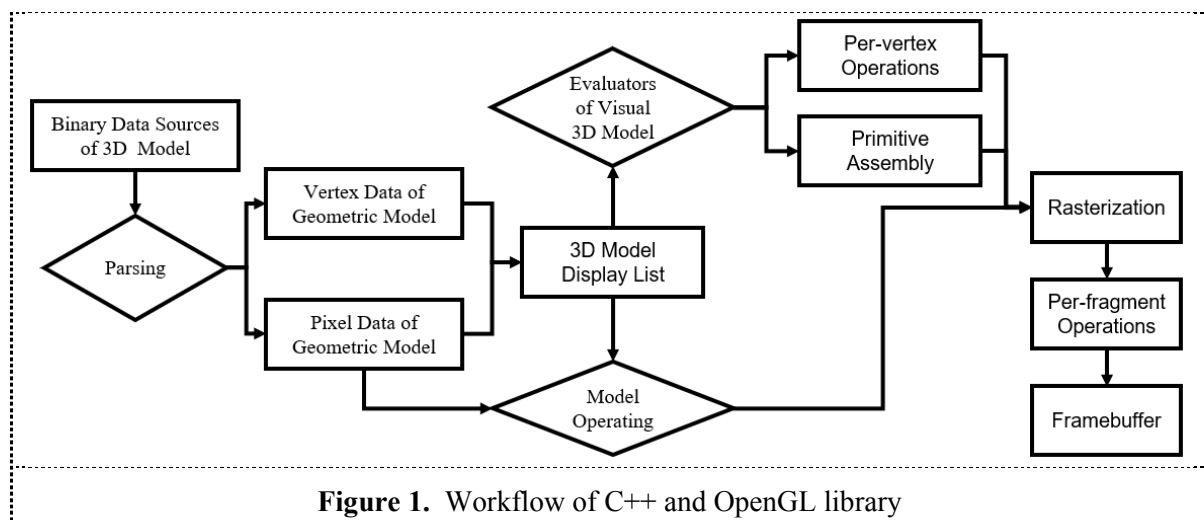 Binary Data Sources
of 3D Model
Parsing
Vertex Data of
Geometric Model
Pixel Data of
Geometric Model
3D Model
Display List
Evaluators
of Visual
3D Model
Model
Operating
Per-vertex
Operations
Primitive
Assembly
Rasterization
Per-fragment
Operations
Framebuffer
Figure 1. Workflow of C++ and OpenGL library